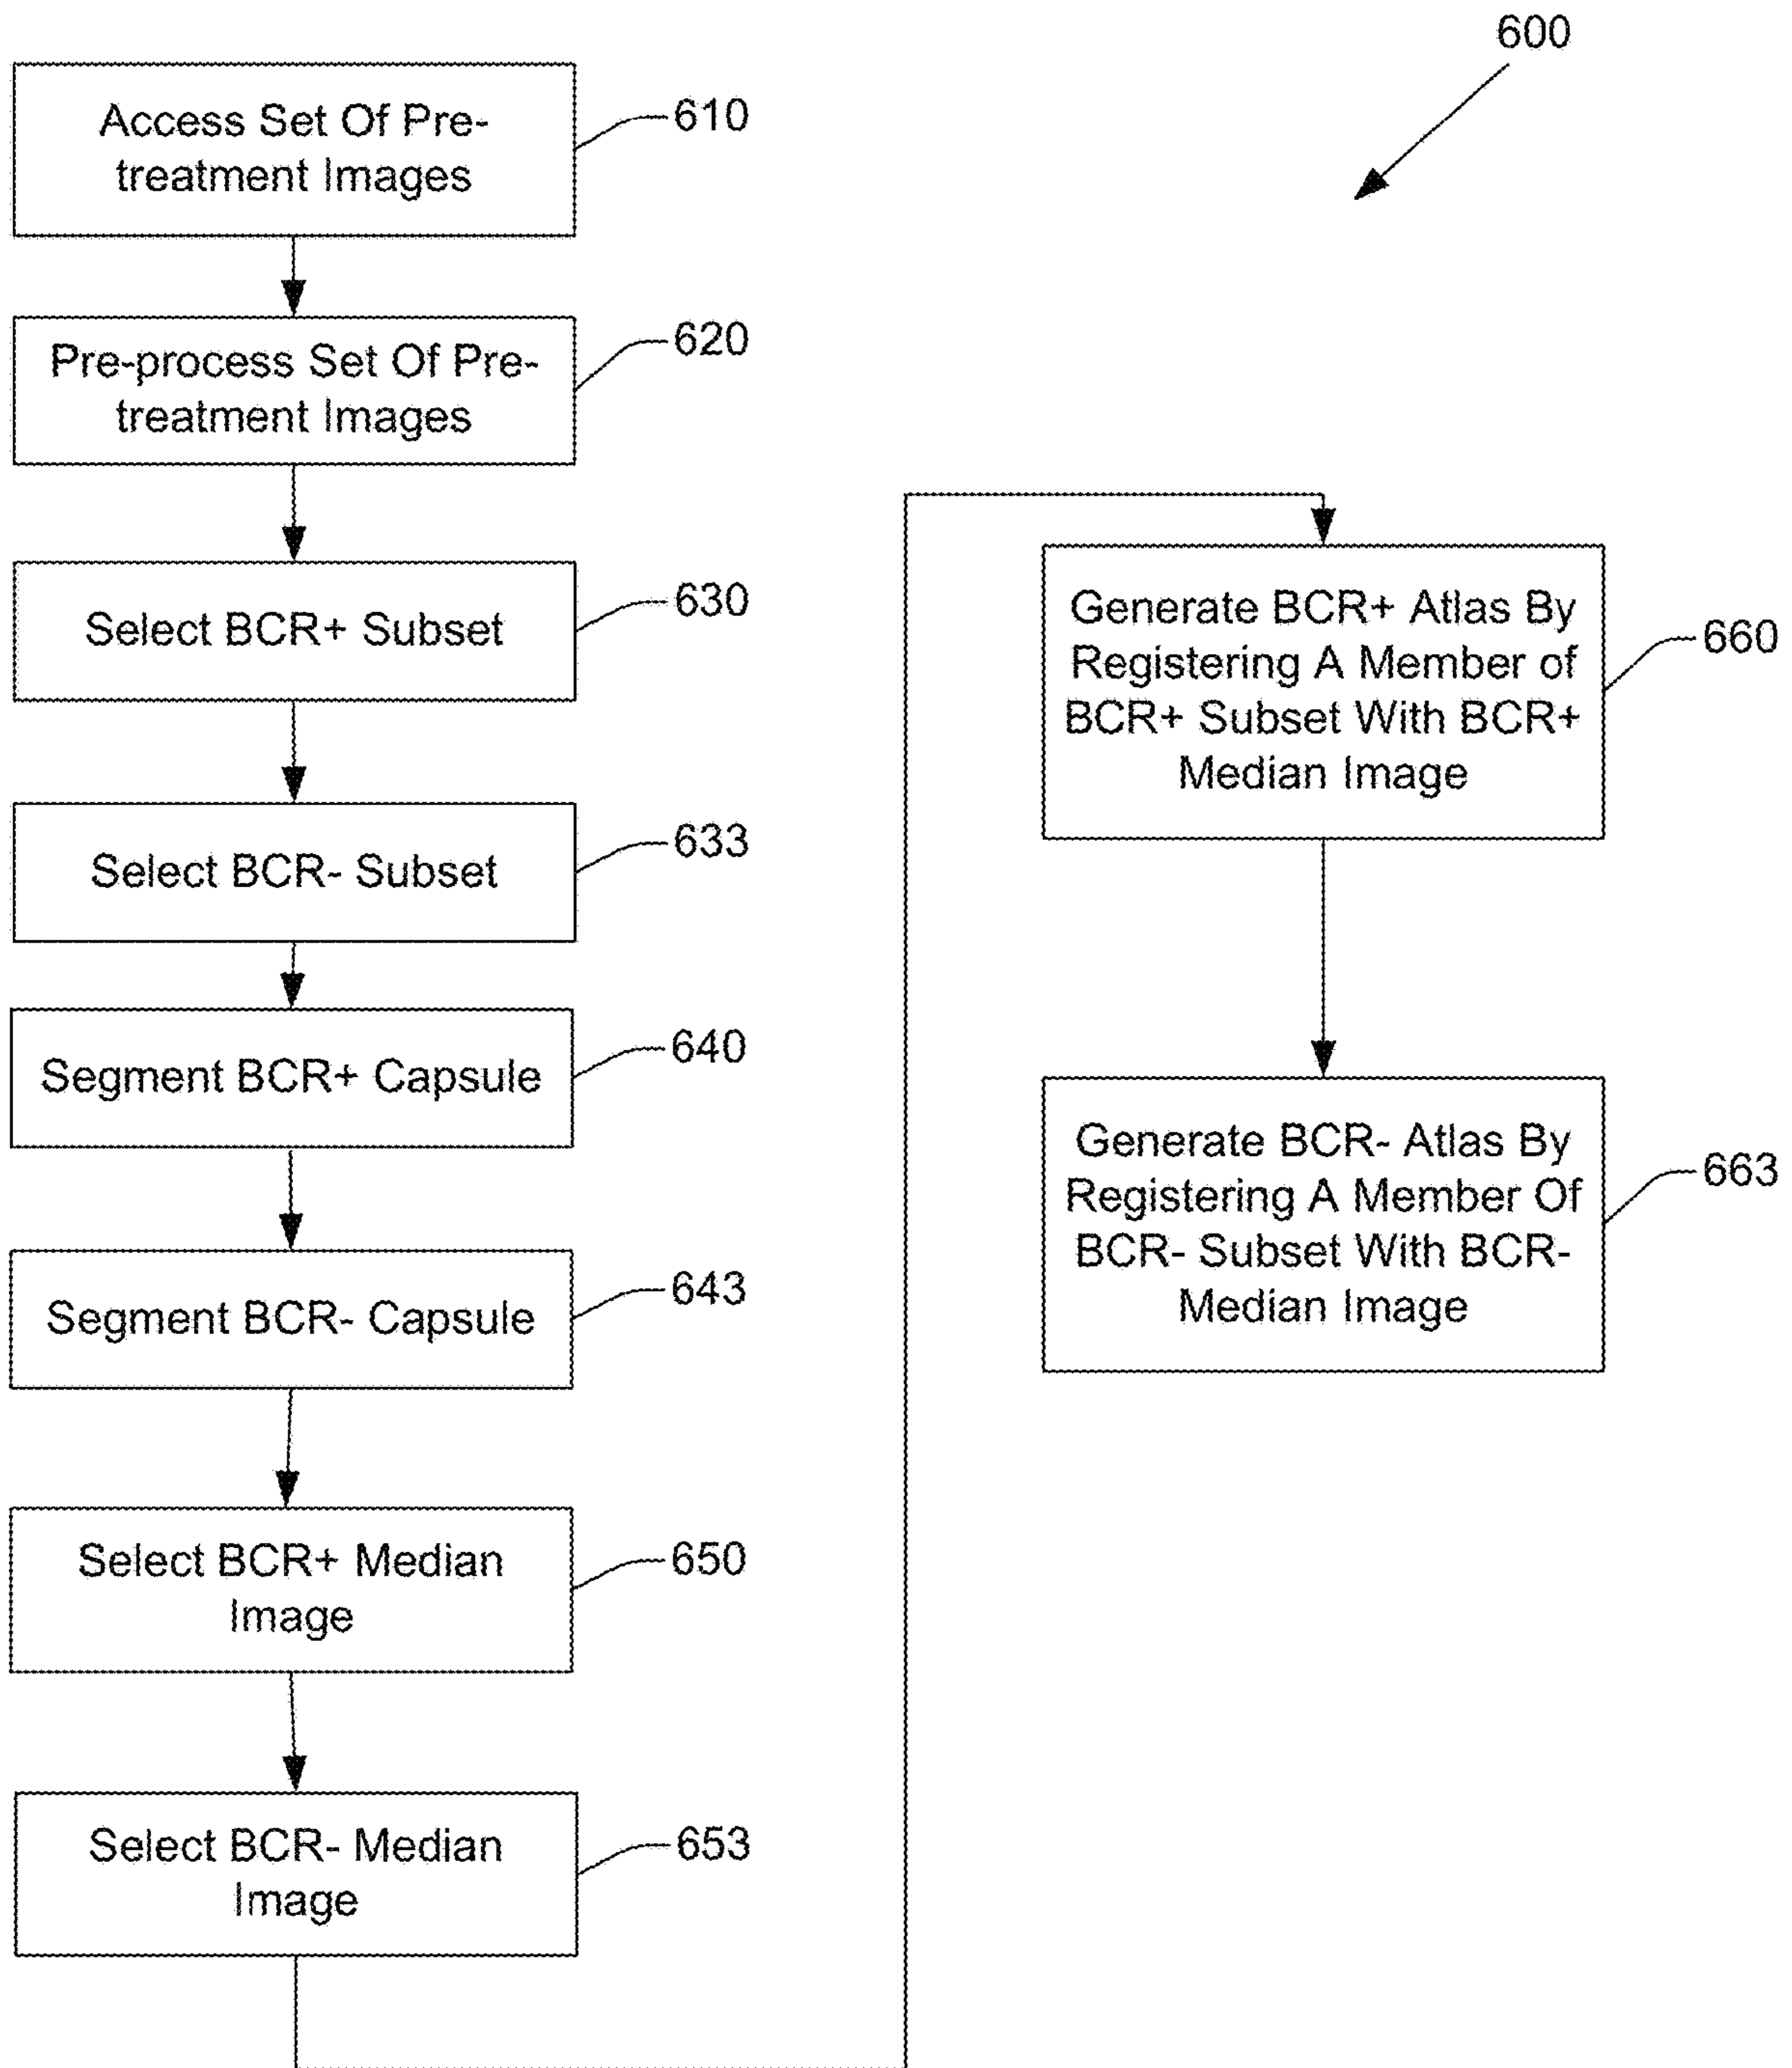 600
Access Set Of Pre-
treatment Images
610
Pre-process Set Of Pre-
treatment Images
620
Select BCR+ Subset
630
Select BCR- Subset
633
Segment BCR+ Capsule
640
Segment BCR- Capsule
643
Select BCR+ Median
Image
650
Select BCR- Median
Image
653
Generate BCR+ Atlas By
Registering A Member of
BCR+ Subset With BCR+
Median Image
660
Generate BCR- Atlas By
Registering A Member Of
BCR- Subset With BCR-
Median Image
663